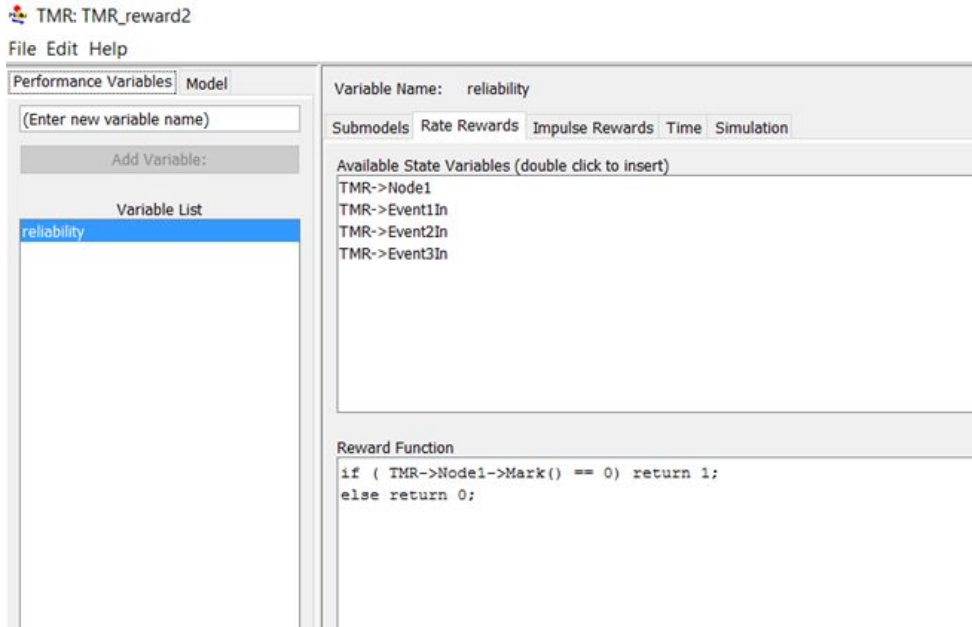 TMR: TMR_reward2
File Edit Help
Performance Variables Model
(Enter new variable name)
Add Variable:
Variable List
reliability
Variable Name: reliability
Submodels Rate Rewards Impulse Rewards Time Simulation
Available State Variables (double click to insert)
TMR->Node1
TMR->Event1In
TMR->Event2In
TMR->Event3In
Reward Function
if ( TMR->Node1->Mark() == 0) return 1;
else return 0;